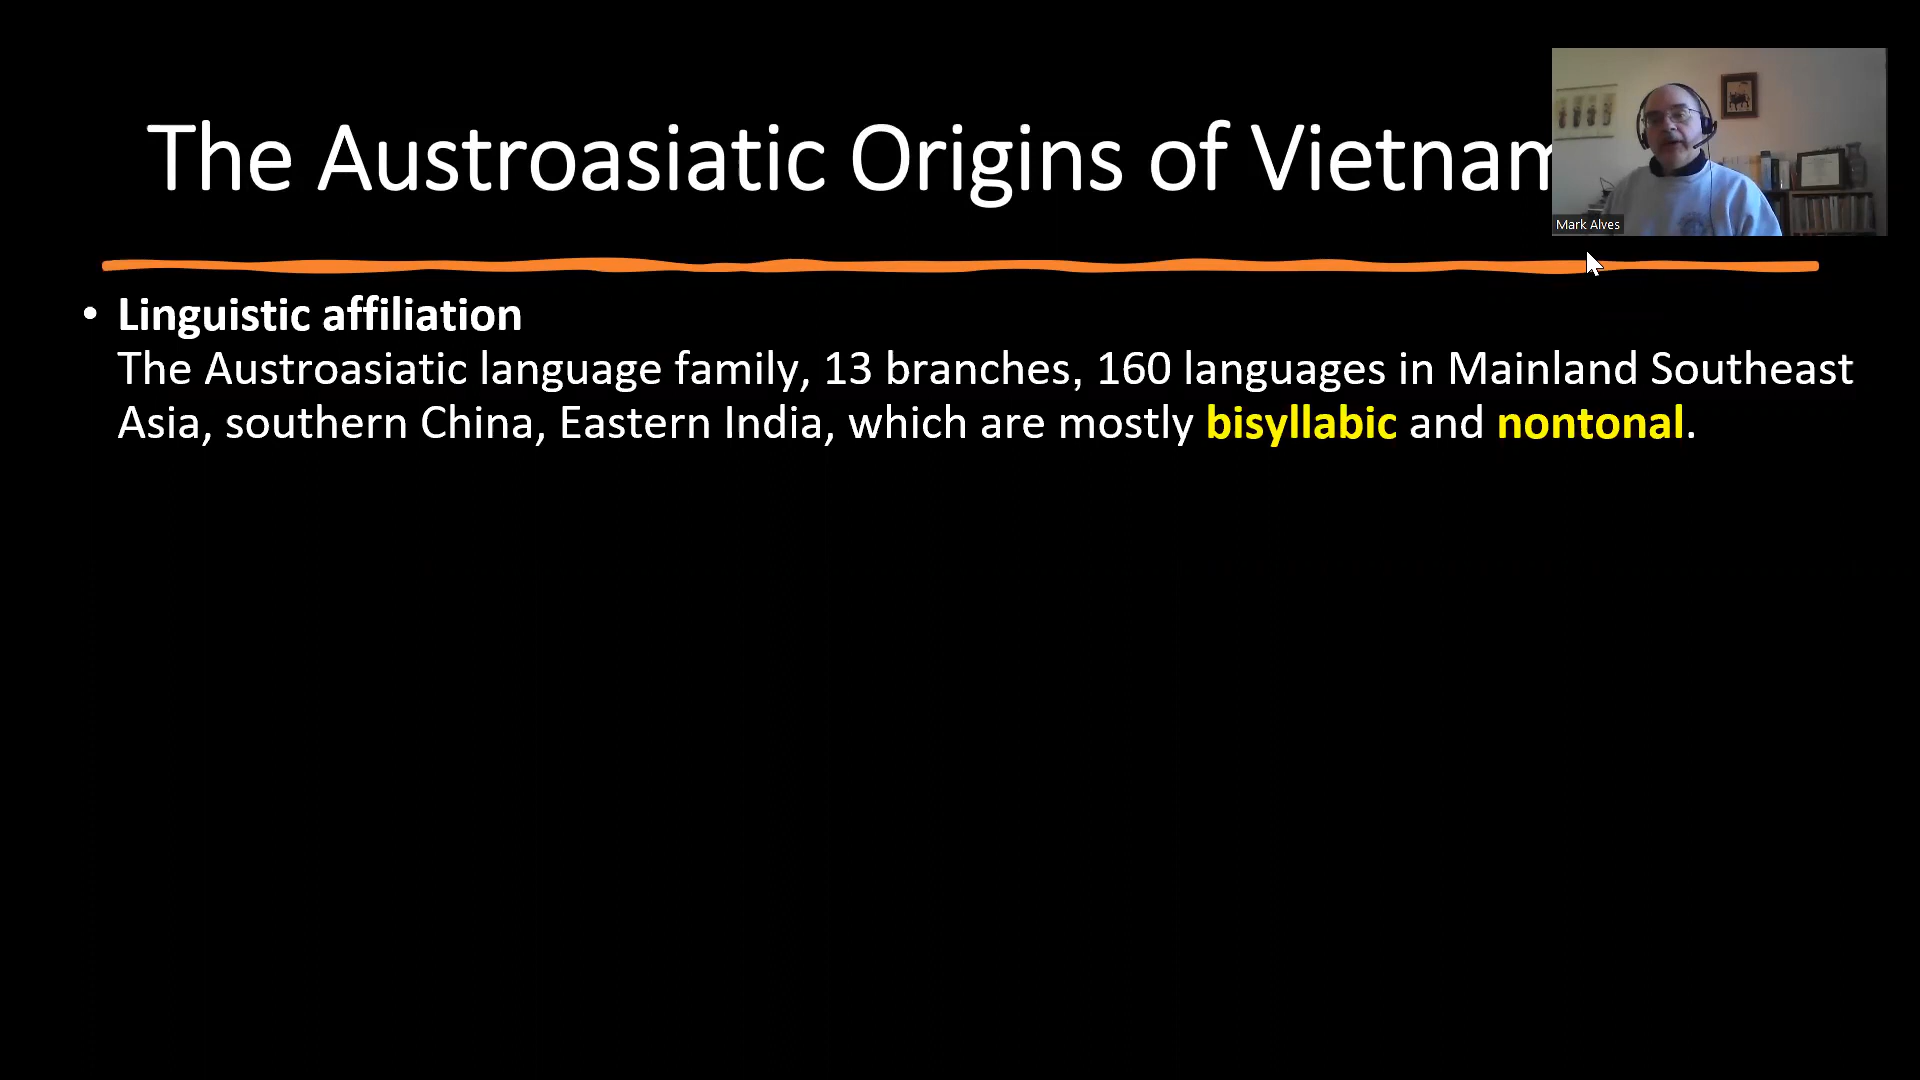 The Austroasiatic Origins of Vietnam
Mark Alves
• Linguistic affiliation
The Austroasiatic language family, 13 branches, 160 languages in Mainland Southeast
Asia, southern China, Eastern India, which are mostly bisyllabic and nontonal.